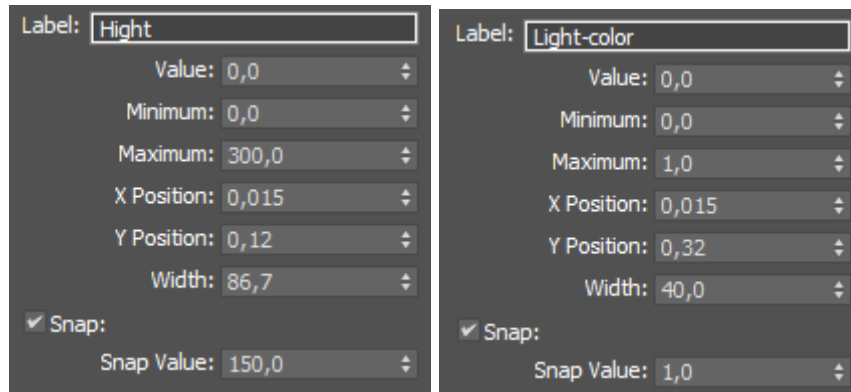 Label: Hight
Value: 0,0
Minimum: 0,0
Maximum: 300,0
X Position: 0,015
Y Position: 0,12
Width: 86,7
Snap:
Snap Value: 150,0
Label: Light-color
Value: 0,0
Minimum: 0,0
Maximum: 1,0
X Position: 0,015
Y Position: 0,32
Width: 40,0
Snap:
Snap Value: 1,0